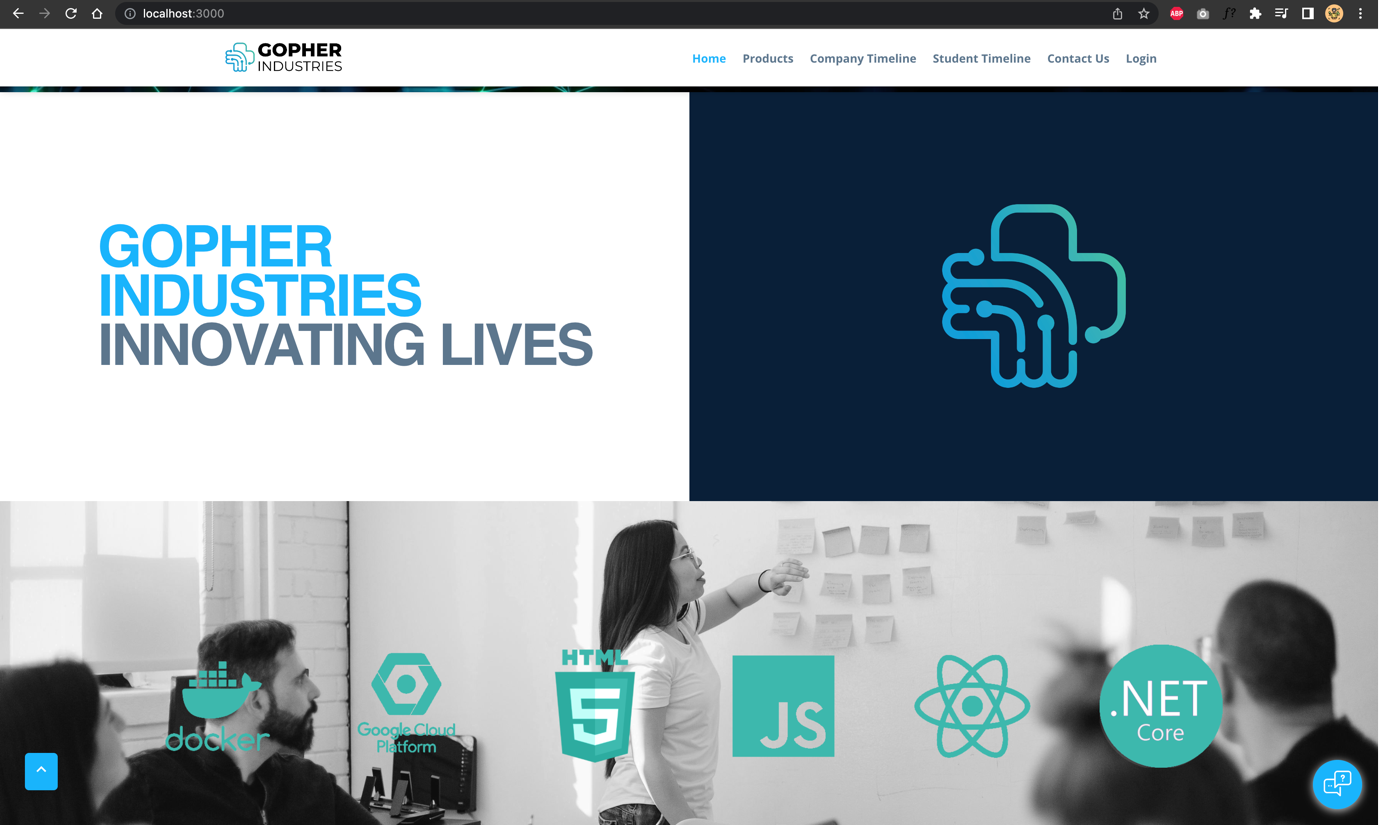 localhost:3000
ABP
f?
GOPHER
INDUSTRIES
Home
Products
Company Timeline
Student Timeline
Contact Us
Login
GOPHER
INDUSTRIES
INNOVATING LIVES
docker
Google Cloud
Platform
HTML
5
JS
.NET
Core
?